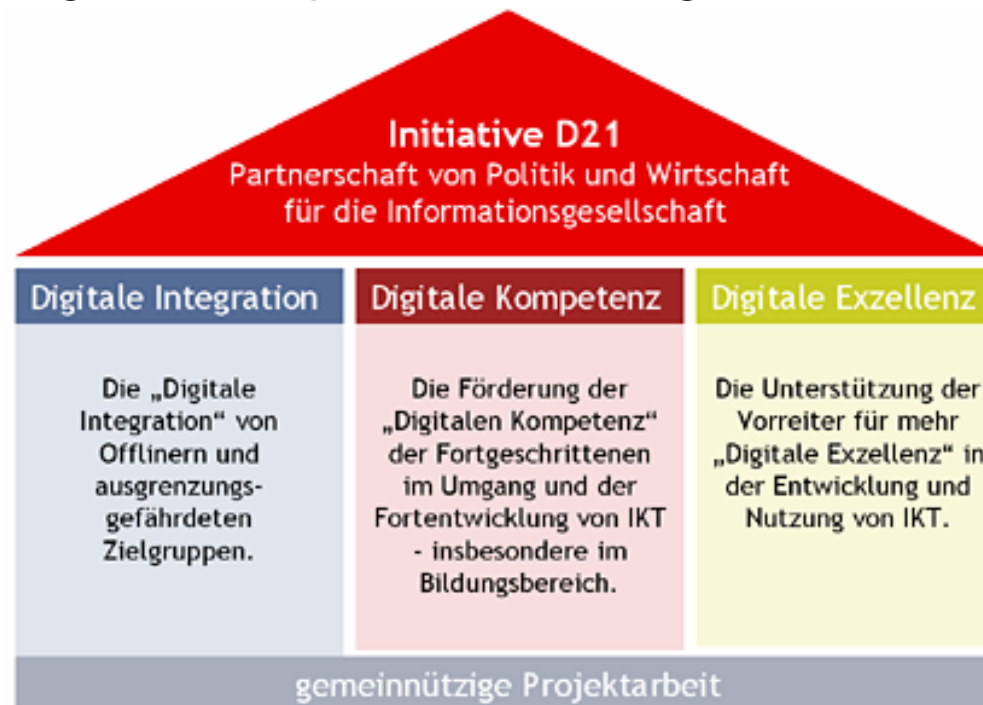 Initiative D21
Partnerschaft von Politik und Wirtschaft
für die Informationsgesellschaft
Digitale Integration
Die „Digitale
Integration“ von
Offlinern und
ausgrenzungs-
gefährdeten
Zielgruppen.
Digitale Kompetenz
Die Förderung der
„Digitalen Kompetenz“
der Fortgeschrittenen
im Umgang und der
Fortentwicklung von IKT
- insbesondere im
Bildungsbereich.
Digitale Exzellenz
Die Unterstützung der
Vorreiter für mehr
„Digitale Exzellenz“ in
der Entwicklung und
Nutzung von IKT.
gemeinnützige Projektarbeit